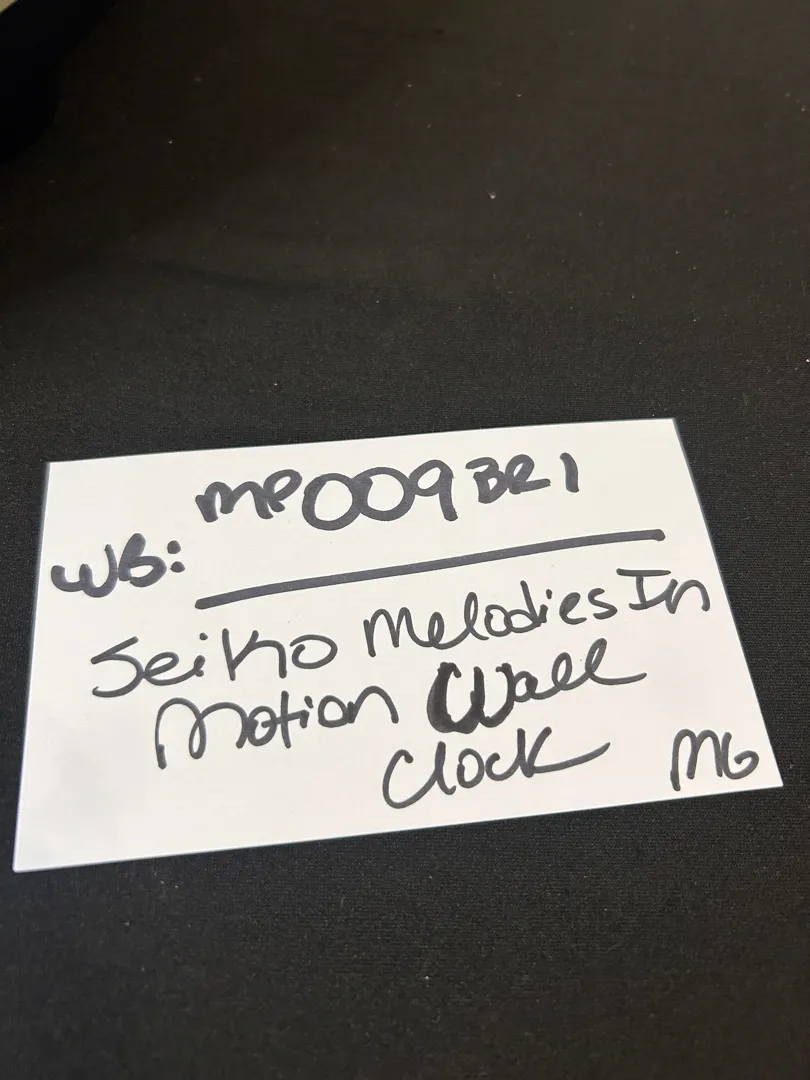 WB: MP009BR1
Seiko Melodies In
Motion Wall
Clock MG